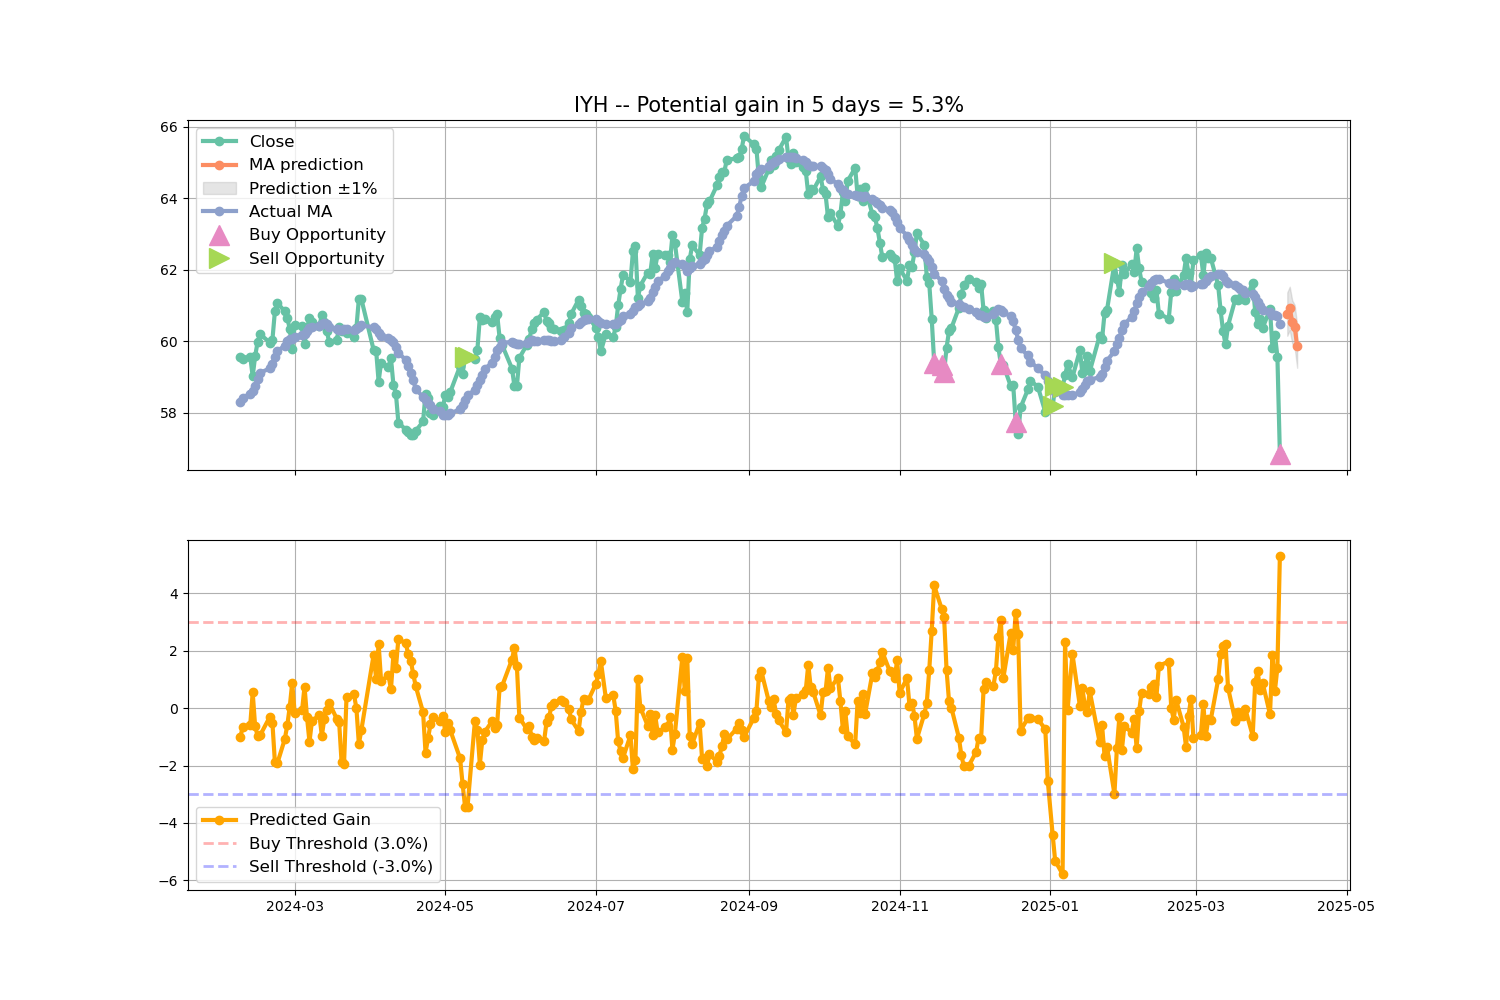 IYH -- Potential gain in 5 days = 5.3%
66
64
62
60
58
Close
MA prediction
Prediction ±1%
Actual MA
Buy Opportunity
Sell Opportunity
4
2
0
−2
−4
−6
Predicted Gain
Buy Threshold (3.0%)
Sell Threshold (-3.0%)
2024-03
2024-05
2024-07
2024-09
2024-11
2025-01
2025-03
2025-05